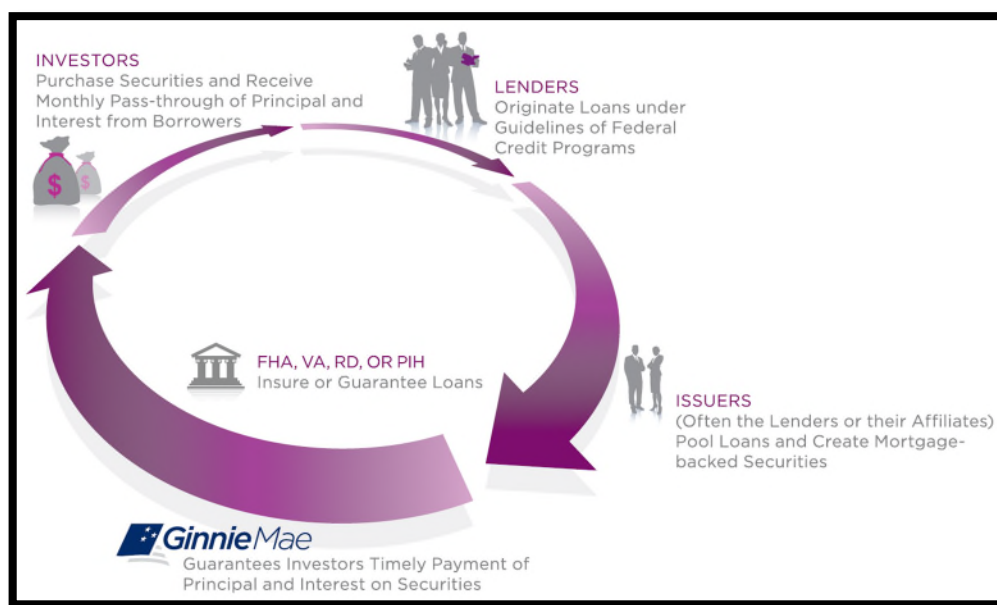 INVESTORS
Purchase Securities and Receive
Monthly Pass-through of Principal and
Interest from Borrowers
$
$
LENDERS
Originate Loans under
Guidelines of Federal
Credit Programs
FHA, VA, RD, OR PIH
Insure or Guarantee Loans
ISSUERS
(Often the Lenders or their Affiliates)
Pool Loans and Create Mortgage-
backed Securities
GinnieMae
Guarantees Investors Timely Payment of
Principal and Interest on Securities